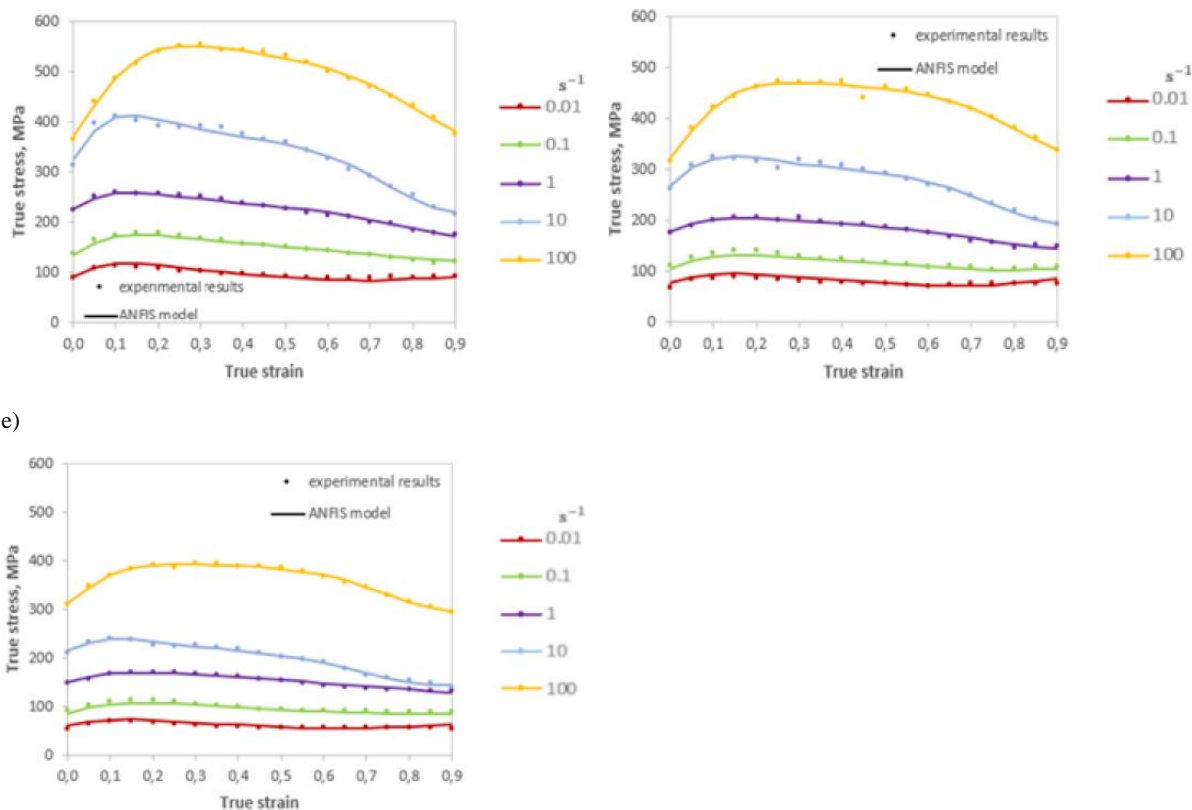 600
500
400
300
200
100
0
True stress, MPa
experimental results
ANFIS model
0,0 0,1 0,2 0,3 0,4 0,5 0,6 0,7 0,8 0,9
True strain
s⁻¹
0.01
0.1
1
10
100
600
500
400
300
200
100
0
True stress, MPa
experimental results
ANFIS model
0,0 0,1 0,2 0,3 0,4 0,5 0,6 0,7 0,8 0,9
True strain
s⁻¹
0.01
0.1
1
10
100
e)
600
500
400
300
200
100
0
True stress, MPa
experimental results
ANFIS model
0,0 0,1 0,2 0,3 0,4 0,5 0,6 0,7 0,8 0,9
True strain
s⁻¹
0.01
0.1
1
10
100